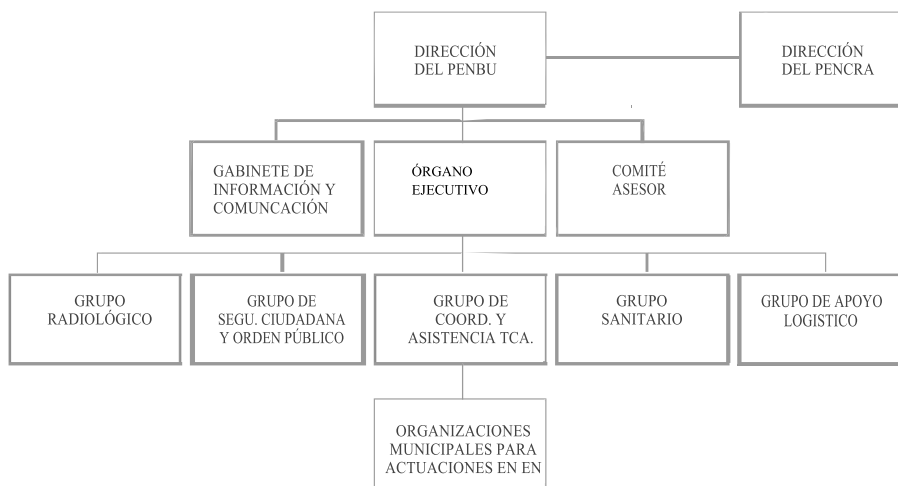 DIRECCIÓN
DEL PENBU
DIRECCIÓN
DEL PENCRA
GABINETE DE
INFORMACIÓN Y
COMUNCACIÓN
ÓRGANO
EJECUTIVO
COMITÉ
ASESOR
GRUPO
RADIOLÓGICO
GRUPO DE
SEGU. CIUDADANA
Y ORDEN PÚBLICO
GRUPO DE
COORD. Y
ASISTENCIA TCA.
GRUPO
SANITARIO
GRUPO DE APOYO
LOGISTICO
ORGANIZACIONES
MUNICIPALES PARA
ACTUACIONES EN EN